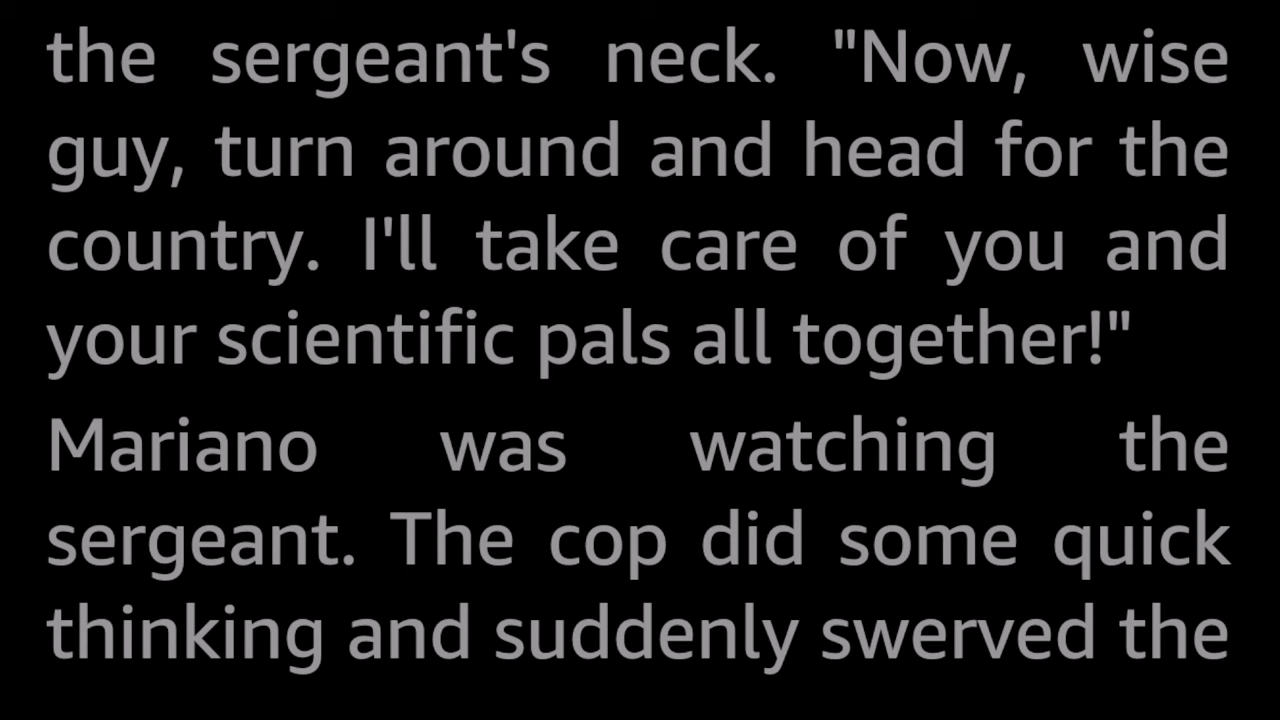 the sergeant's neck. "Now, wise
guy, turn around and head for the
country. I'll take care of you and
your scientific pals all together!"
Mariano was watching the
sergeant. The cop did some quick
thinking and suddenly swerved the